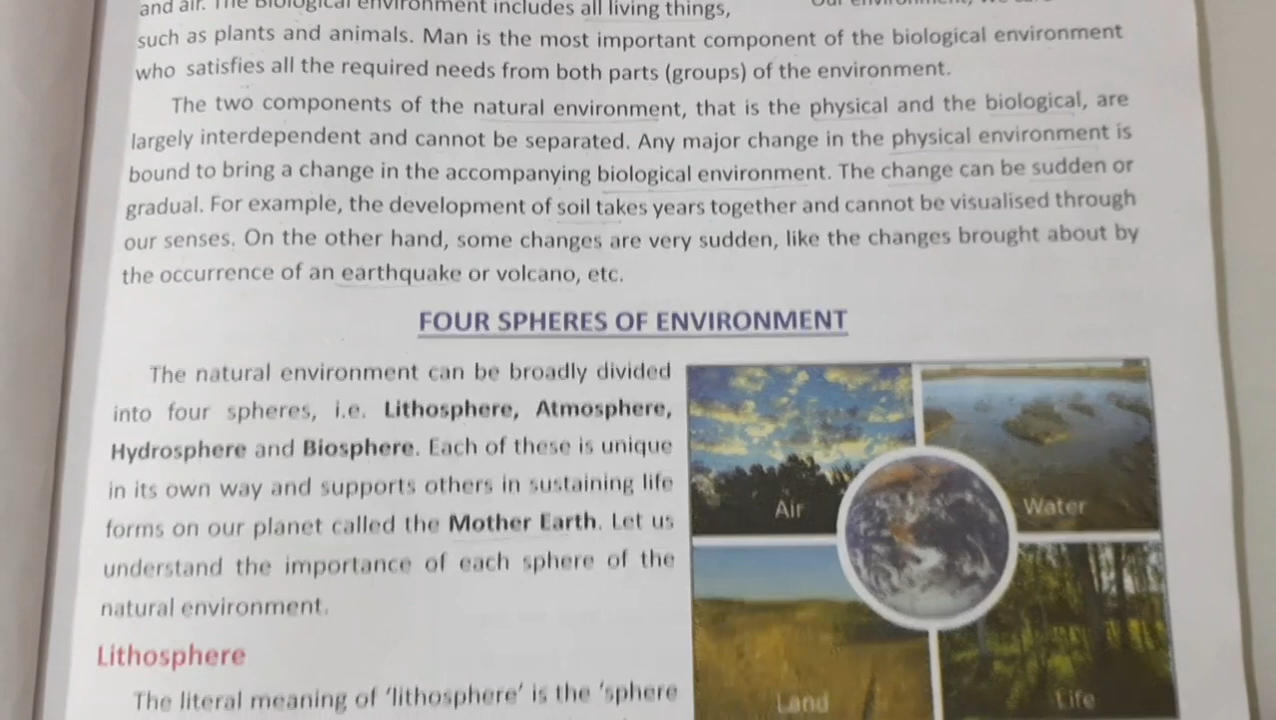 and air. The Biological environment includes all living things,
such as plants and animals. Man is the most important component of the biological environment
who satisfies all the required needs from both parts (groups) of the environment.
The two components of the natural environment, that is the physical and the biological, are
largely interdependent and cannot be separated. Any major change in the physical environment is
bound to bring a change in the accompanying biological environment. The change can be sudden or
gradual. For example, the development of soil takes years together and cannot be visualised through
our senses. On the other hand, some changes are very sudden, like the changes brought about by
the occurrence of an earthquake or volcano, etc.
FOUR SPHERES OF ENVIRONMENT
The natural environment can be broadly divided
into four spheres, i.e. Lithosphere, Atmosphere,
Hydrosphere and Biosphere. Each of these is unique
in its own way and supports others in sustaining life
forms on our planet called the Mother Earth. Let us
understand the importance of each sphere of the
natural environment.
Lithosphere
The literal meaning of 'lithosphere' is the 'sphere
Air
Water
Land
Life